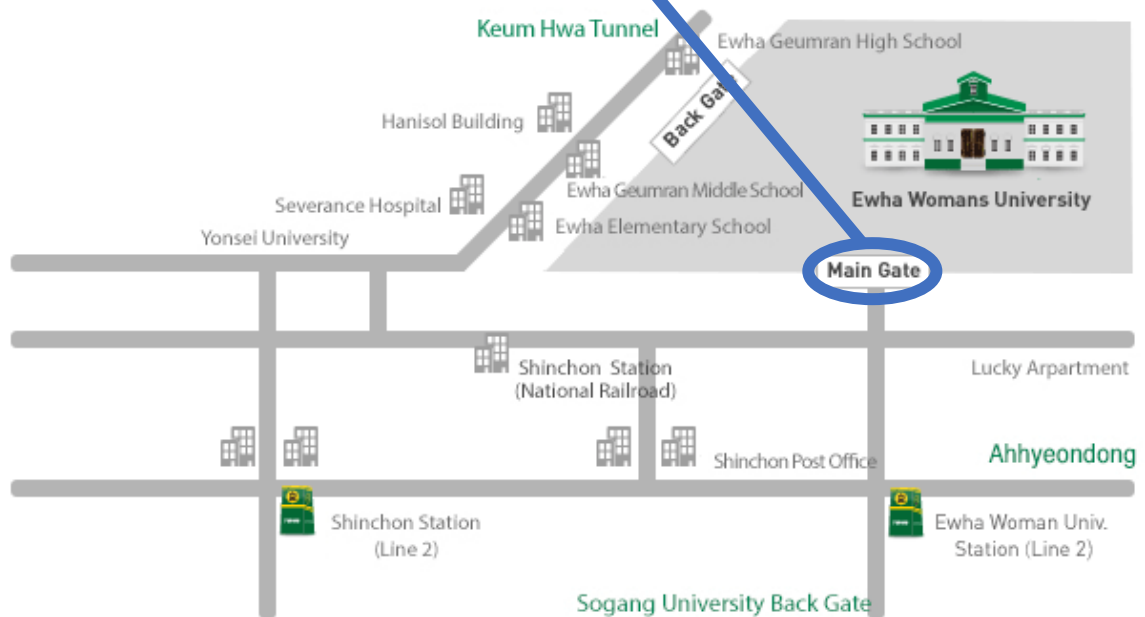 Keum Hwa Tunnel
Ewha Geumran High School
Back Gate
Hanisol Building
Ewha Geumran Middle School
Ewha Womans University
Severance Hospital
Ewha Elementary School
Yonsei University
Main Gate
Shinchon Station
(National Railroad)
Lucky Arpartment
Shinchon Post Office
Ahhyeondong
Shinchon Station
(Line 2)
Ewha Woman Univ.
Station (Line 2)
Sogang University Back Gate